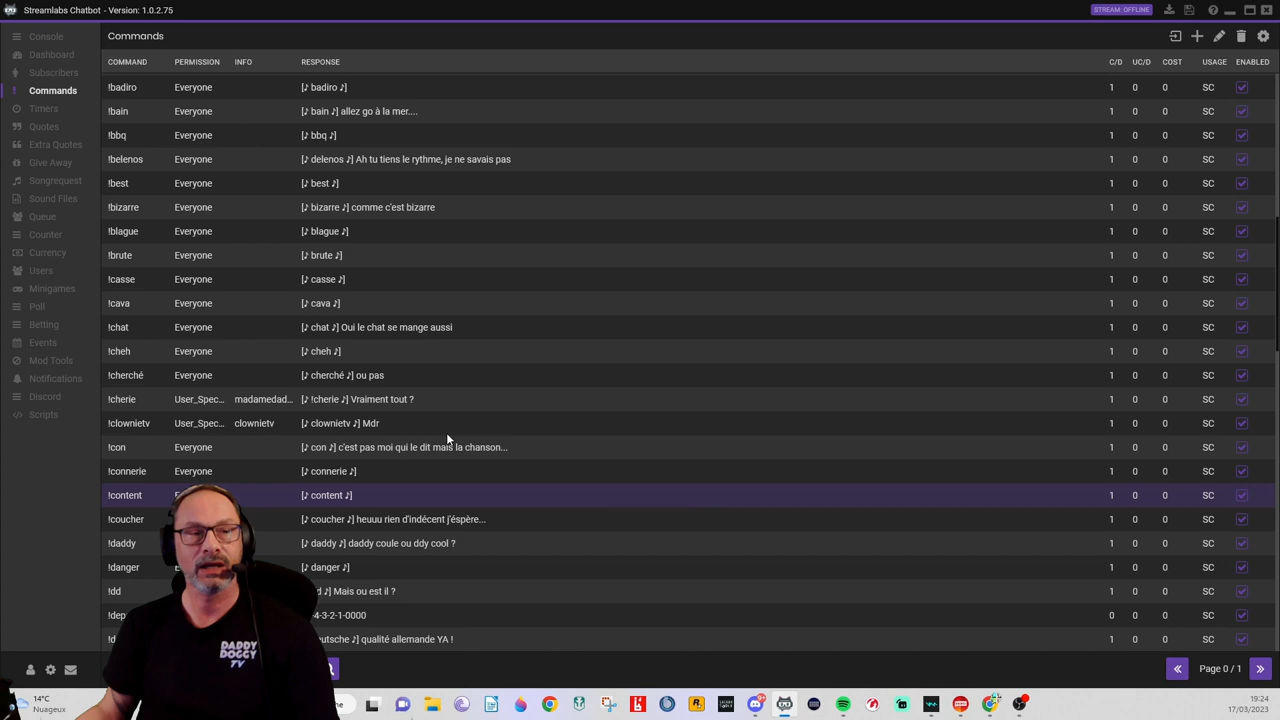 Streamlabs Chatbot - Version: 1.0.2.75
STREAM: OFFLINE
Console
Dashboard
Subscribers
Commands
Timers
Quotes
Extra Quotes
Give Away
Songrequest
Sound Files
Queue
Counter
Currency
Users
Minigames
Poll
Betting
Events
Mod Tools
Notifications
Discord
Scripts
Commands
COMMAND PERMISSION INFO RESPONSE C/D UC/D COST USAGE ENABLED
!badiro Everyone [♪ badiro ♪] 1 0 0 SC
!bain Everyone [♪ bain ♪] allez go à la mer.... 1 0 0 SC
!bbq Everyone [♪ bbq ♪] 1 0 0 SC
!belenos Everyone [♪ delenos ♪] Ah tu tiens le rythme, je ne savais pas 1 0 0 SC
!best Everyone [♪ best ♪] 1 0 0 SC
!bizarre Everyone [♪ bizarre ♪] comme c'est bizarre 1 0 0 SC
!blague Everyone [♪ blague ♪] 1 0 0 SC
!brute Everyone [♪ brute ♪] 1 0 0 SC
!casse Everyone [♪ casse ♪] 1 0 0 SC
!cava Everyone [♪ cava ♪] 1 0 0 SC
!chat Everyone [♪ chat ♪] Oui le chat se mange aussi 1 0 0 SC
!cheh Everyone [♪ cheh ♪] 1 0 0 SC
!cherché Everyone [♪ cherché ♪] ou pas 1 0 0 SC
!cherie User_Spec... madamedad... [♪ !cherie ♪] Vraiment tout ? 1 0 0 SC
!clownietv User_Spec... clownietv [♪ clownietv ♪] Mdr 1 0 0 SC
!con Everyone [♪ con ♪] c'est pas moi qui le dit mais la chanson... 1 0 0 SC
!connerie Everyone [♪ connerie ♪] 1 0 0 SC
!content [♪ content ♪] 1 0 0 SC
!coucher [♪ coucher ♪] heuuu rien d'indécent j'éspère... 1 0 0 SC
!daddy [♪ daddy ♪] daddy coule ou ddy cool ? 1 0 0 SC
!danger [♪ danger ♪] 1 0 0 SC
!dd ♪] Mais ou est il ? 1 0 0 SC
-4-3-2-1-0000 0 0 0 SC
♪] qualité allemande YA ! 1 0 0 SC
DADDY
DOGGY
TV
Page 0 / 1
14°C
Nuageux
19:24
17/03/2023